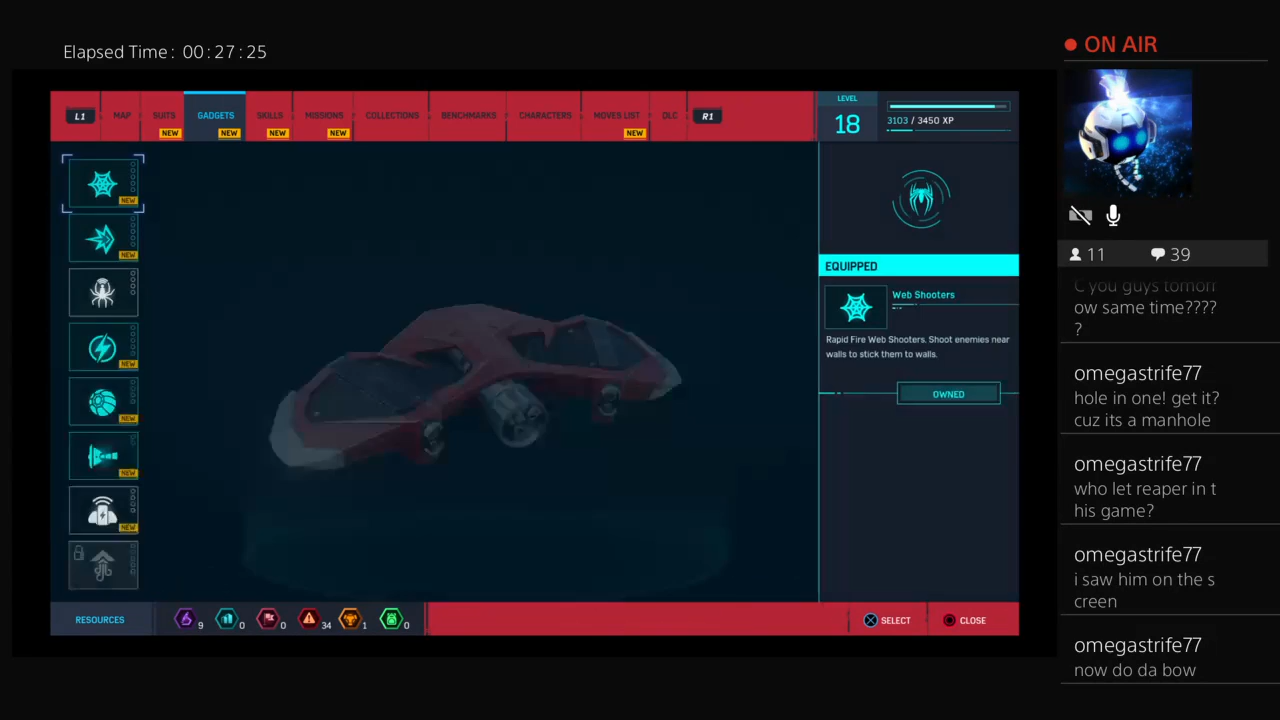 Elapsed Time: 00:27:25
ON AIR
L1
MAP
SUITS
NEW
GADGETS
NEW
SKILLS
NEW
MISSIONS
NEW
COLLECTIONS
BENCHMARKS
CHARACTERS
MOVES LIST
NEW
DLC
R1
LEVEL
18
3103 / 3450 XP
NEW
NEW
NEW
NEW
NEW
NEW
EQUIPPED
Web Shooters
Rapid Fire Web Shooters. Shoot enemies near
walls to stick them to walls.
OWNED
RESOURCES
9
0
0
34
1
0
SELECT
CLOSE
11
39
C you guys tomorr
ow same time????
?
omegastrife77
hole in one! get it?
cuz its a manhole
omegastrife77
who let reaper in t
his game?
omegastrife77
i saw him on the s
creen
omegastrife77
now do da bow